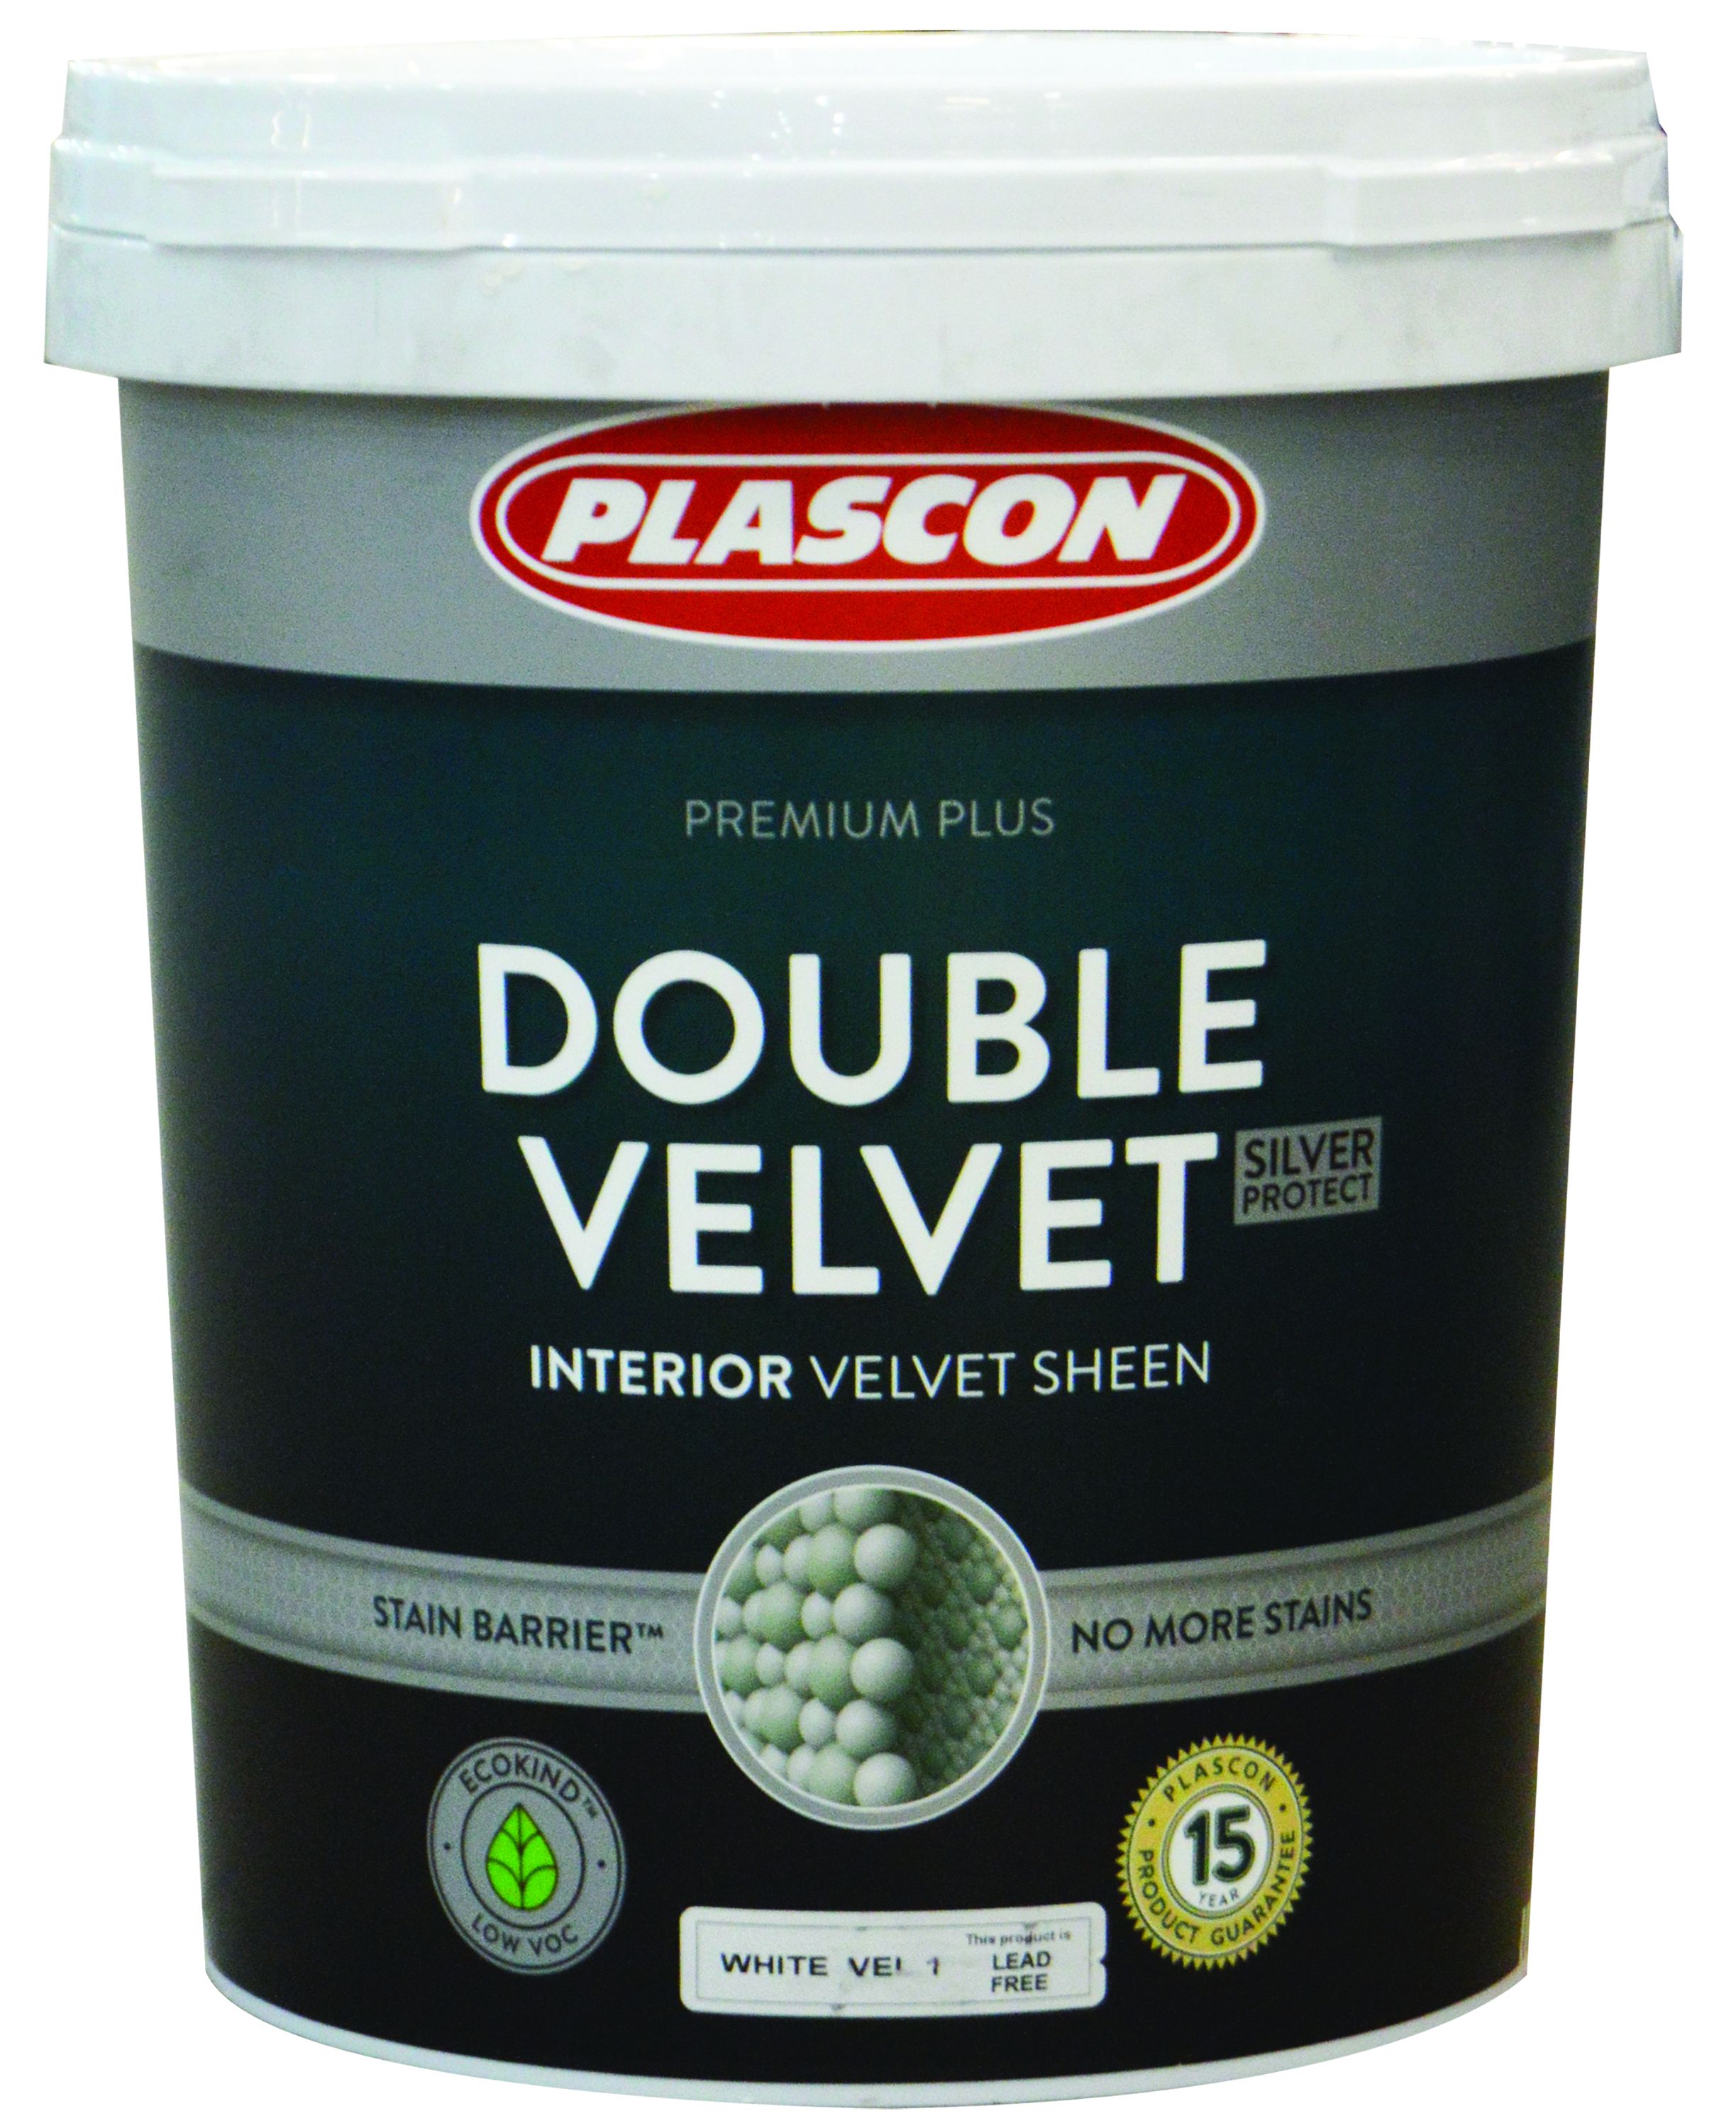 PLASCON
PREMIUM PLUS
DOUBLE
VELVET
SILVER
PROTECT
INTERIOR VELVET SHEEN
STAIN BARRIER™
NO MORE STAINS
ECOKIND™
LOW VOC
PLASCON
15
YEAR
PRODUCT GUARANTEE
WHITE
This product is
LEAD
FREE